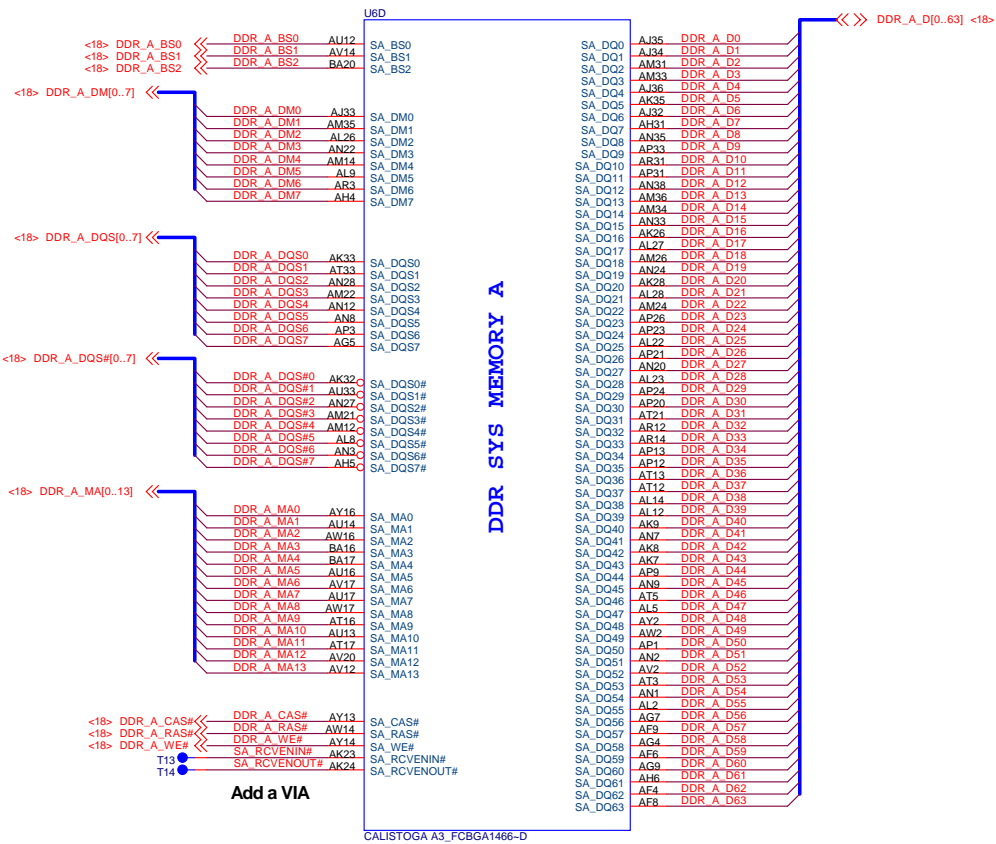 U6D
DDR_A_D[0..63] <18>
<18> DDR_A_BS0 DDR_A_BS0 AU12 SA_BS0
<18> DDR_A_BS1 DDR_A_BS1 AV14 SA_BS1
<18> DDR_A_BS2 DDR_A_BS2 BA20 SA_BS2
<18> DDR_A_DM[0..7]
DDR_A_DM0 AJ33 SA_DM0
DDR_A_DM1 AM35 SA_DM1
DDR_A_DM2 AL26 SA_DM2
DDR_A_DM3 AN22 SA_DM3
DDR_A_DM4 AM14 SA_DM4
DDR_A_DM5 AL9 SA_DM5
DDR_A_DM6 AR3 SA_DM6
DDR_A_DM7 AH4 SA_DM7
<18> DDR_A_DQS[0..7]
DDR_A_DQS0 AK33 SA_DQS0
DDR_A_DQS1 AT33 SA_DQS1
DDR_A_DQS2 AN28 SA_DQS2
DDR_A_DQS3 AM22 SA_DQS3
DDR_A_DQS4 AN12 SA_DQS4
DDR_A_DQS5 AN8 SA_DQS5
DDR_A_DQS6 AP3 SA_DQS6
DDR_A_DQS7 AG5 SA_DQS7
<18> DDR_A_DQS#[0..7]
DDR_A_DQS#0 AK32 SA_DQS0#
DDR_A_DQS#1 AU33 SA_DQS1#
DDR_A_DQS#2 AN27 SA_DQS2#
DDR_A_DQS#3 AM21 SA_DQS3#
DDR_A_DQS#4 AM12 SA_DQS4#
DDR_A_DQS#5 AL8 SA_DQS5#
DDR_A_DQS#6 AN3 SA_DQS6#
DDR_A_DQS#7 AH5 SA_DQS7#
<18> DDR_A_MA[0..13]
DDR_A_MA0 AY16 SA_MA0
DDR_A_MA1 AU14 SA_MA1
DDR_A_MA2 AW16 SA_MA2
DDR_A_MA3 BA16 SA_MA3
DDR_A_MA4 BA17 SA_MA4
DDR_A_MA5 AU16 SA_MA5
DDR_A_MA6 AV17 SA_MA6
DDR_A_MA7 AU17 SA_MA7
DDR_A_MA8 AW17 SA_MA8
DDR_A_MA9 AT16 SA_MA9
DDR_A_MA10 AU13 SA_MA10
DDR_A_MA11 AT17 SA_MA11
DDR_A_MA12 AV20 SA_MA12
DDR_A_MA13 AV12 SA_MA13
<18> DDR_A_CAS# DDR_A_CAS# AY13 SA_CAS#
<18> DDR_A_RAS# DDR_A_RAS# AW14 SA_RAS#
<18> DDR_A_WE# DDR_A_WE# AY14 SA_WE#
T13 SA_RCVENIN# AK23 SA_RCVENIN#
T14 SA_RCVENOUT# AK24 SA_RCVENOUT#
Add a VIA
DDR SYS MEMORY A
SA_DQ0 AJ35 DDR_A_D0
SA_DQ1 AJ34 DDR_A_D1
SA_DQ2 AM31 DDR_A_D2
SA_DQ3 AM33 DDR_A_D3
SA_DQ4 AJ36 DDR_A_D4
SA_DQ5 AK35 DDR_A_D5
SA_DQ6 AJ32 DDR_A_D6
SA_DQ7 AH31 DDR_A_D7
SA_DQ8 AN35 DDR_A_D8
SA_DQ9 AP33 DDR_A_D9
SA_DQ10 AR31 DDR_A_D10
SA_DQ11 AP31 DDR_A_D11
SA_DQ12 AN38 DDR_A_D12
SA_DQ13 AM36 DDR_A_D13
SA_DQ14 AM34 DDR_A_D14
SA_DQ15 AN33 DDR_A_D15
SA_DQ16 AK26 DDR_A_D16
SA_DQ17 AL27 DDR_A_D17
SA_DQ18 AM26 DDR_A_D18
SA_DQ19 AN24 DDR_A_D19
SA_DQ20 AK28 DDR_A_D20
SA_DQ21 AL28 DDR_A_D21
SA_DQ22 AM24 DDR_A_D22
SA_DQ23 AP26 DDR_A_D23
SA_DQ24 AP23 DDR_A_D24
SA_DQ25 AL22 DDR_A_D25
SA_DQ26 AP21 DDR_A_D26
SA_DQ27 AN20 DDR_A_D27
SA_DQ28 AL23 DDR_A_D28
SA_DQ29 AP24 DDR_A_D29
SA_DQ30 AP20 DDR_A_D30
SA_DQ31 AT21 DDR_A_D31
SA_DQ32 AR12 DDR_A_D32
SA_DQ33 AR14 DDR_A_D33
SA_DQ34 AP13 DDR_A_D34
SA_DQ35 AP12 DDR_A_D35
SA_DQ36 AT13 DDR_A_D36
SA_DQ37 AT12 DDR_A_D37
SA_DQ38 AL14 DDR_A_D38
SA_DQ39 AL12 DDR_A_D39
SA_DQ40 AK9 DDR_A_D40
SA_DQ41 AN7 DDR_A_D41
SA_DQ42 AK8 DDR_A_D42
SA_DQ43 AK7 DDR_A_D43
SA_DQ44 AP9 DDR_A_D44
SA_DQ45 AN9 DDR_A_D45
SA_DQ46 AT5 DDR_A_D46
SA_DQ47 AL5 DDR_A_D47
SA_DQ48 AY2 DDR_A_D48
SA_DQ49 AW2 DDR_A_D49
SA_DQ50 AP1 DDR_A_D50
SA_DQ51 AN2 DDR_A_D51
SA_DQ52 AV2 DDR_A_D52
SA_DQ53 AT3 DDR_A_D53
SA_DQ54 AN1 DDR_A_D54
SA_DQ55 AL2 DDR_A_D55
SA_DQ56 AG7 DDR_A_D56
SA_DQ57 AF9 DDR_A_D57
SA_DQ58 AG4 DDR_A_D58
SA_DQ59 AF6 DDR_A_D59
SA_DQ60 AG9 DDR_A_D60
SA_DQ61 AH6 DDR_A_D61
SA_DQ62 AF4 DDR_A_D62
SA_DQ63 AF8 DDR_A_D63
CALISTOGA A3_FCBGA1466~D